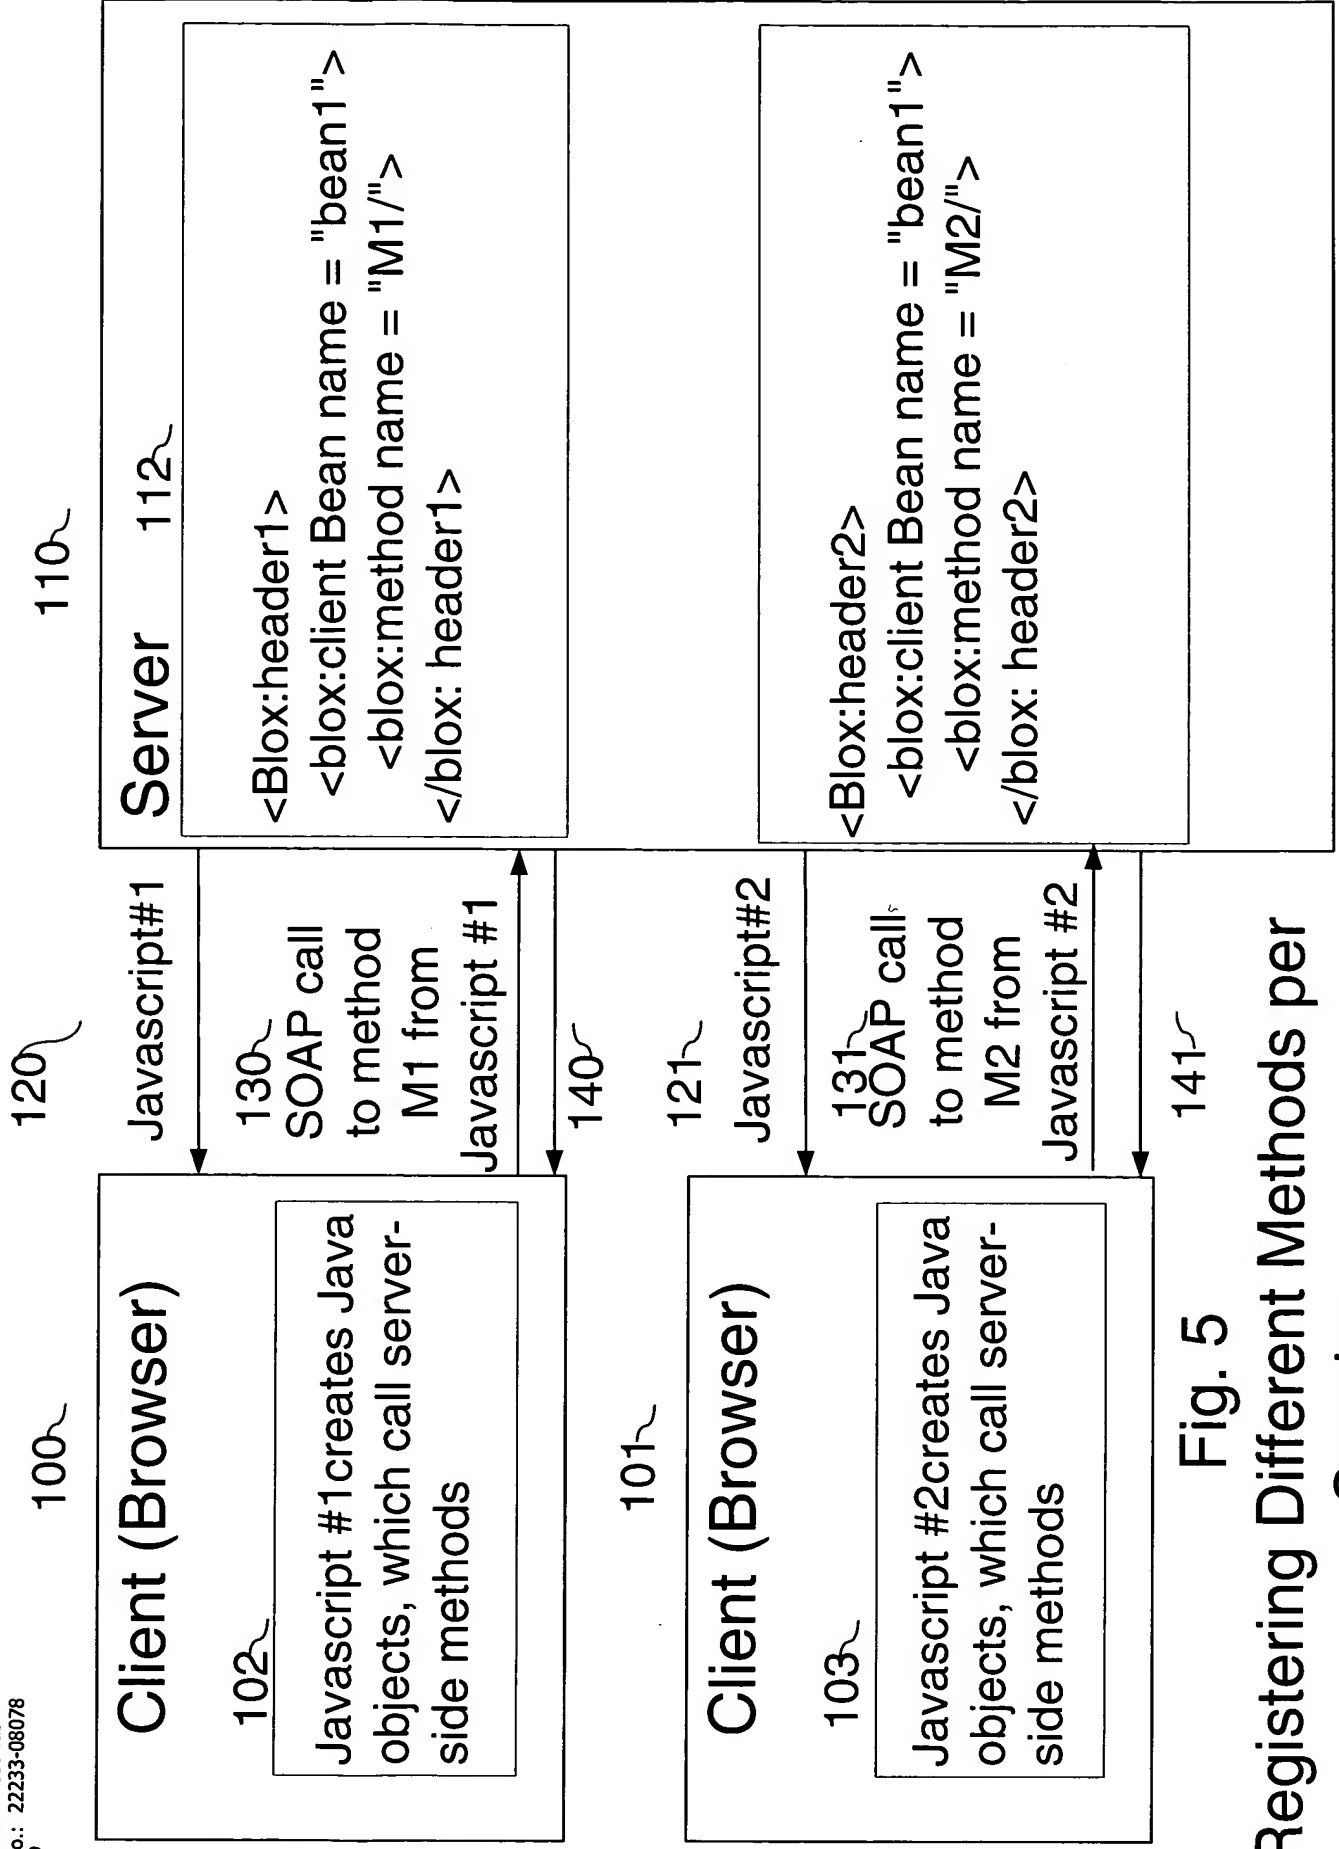 o.: 22233-08078
100
120
110
Client (Browser)
102
Javascript #1creates Java
objects, which call server-
side methods
Javascript#1
130
SOAP call
to method
M1 from
Javascript #1
140
Server 112
<Blox:header1>
<blox:client Bean name = "bean1">
<blox:method name = "M1/">
</blox: header1>
101
Client (Browser)
103
Javascript #2creates Java
objects, which call server-
side methods
121
Javascript#2
131
SOAP call
to method
M2 from
Javascript #2
141
<Blox:header2>
<blox:client Bean name = "bean1">
<blox:method name = "M2/">
</blox: header2>
Fig. 5
Registering Different Methods per